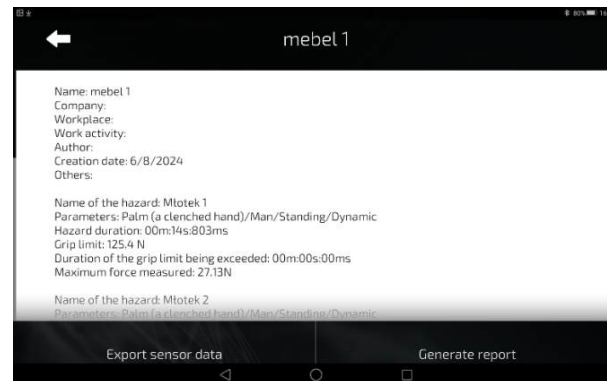 80% 16
mebel 1
Name: mebel 1
Company:
Workplace:
Work activity:
Author:
Creation date: 6/8/2024
Others:
Name of the hazard: Młotek 1
Parameters: Palm (a clenched hand)/Man/Standing/Dynamic
Hazard duration: 00m:14s:803ms
Grip limit: 125.4 N
Duration of the grip limit being exceeded: 00m:00s:00ms
Maximum force measured: 27.13N
Name of the hazard: Młotek 2
Parameters: Palm (a clenched hand)/Man/Standing/Dynamic
Export sensor data
Generate report